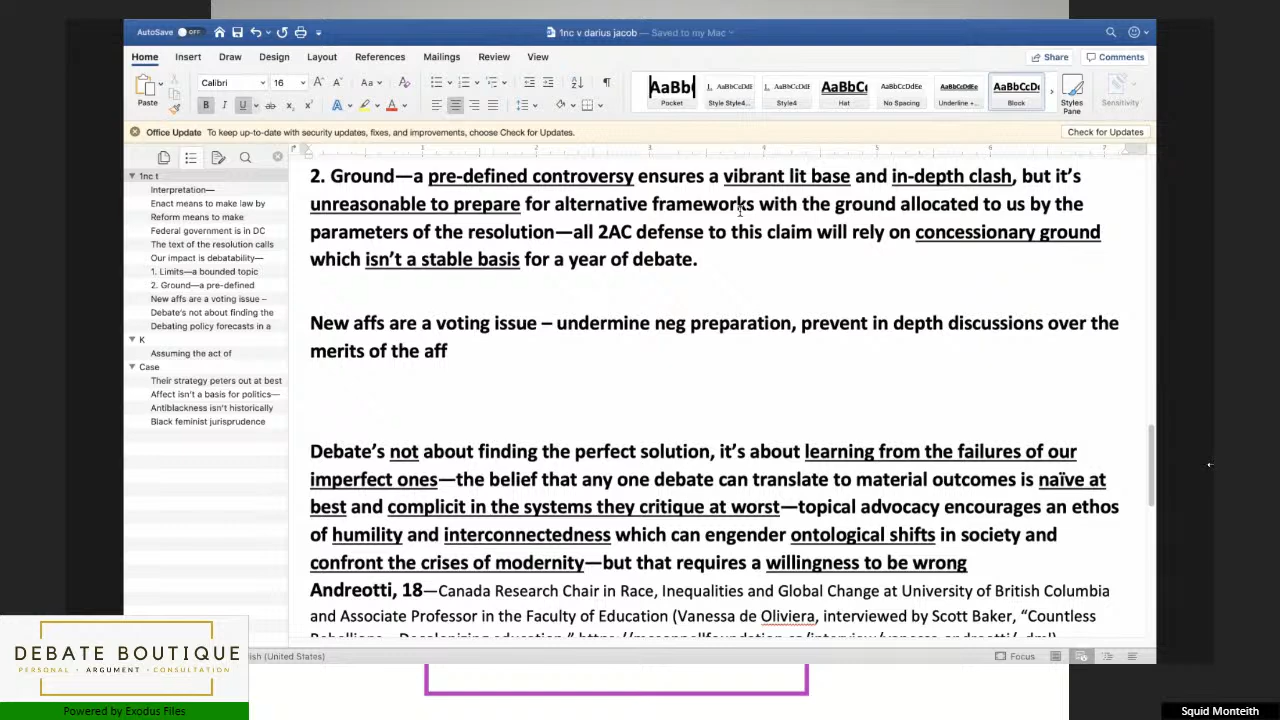 AutoSave OFF
1nc v darius jacob — Saved to my Mac
Home Insert Draw Design Layout References Mailings Review View Share Comments
Paste
Calibri 16
AaBbl AaBbCcDdE AaBbCcDdE AaBbCc AaBbCcDdEe AaBbCcDdEe AaBbCcDc
Pocket Style Style4... Style4 Hat No Spacing Underline +... Block
Styles Pane
Sensitivity
Office Update To keep up-to-date with security updates, fixes, and improvements, choose Check for Updates. Check for Updates
1nc t
Interpretation—
Enact means to make law by
Reform means to make
Federal government is in DC
The text of the resolution calls
Our impact is debatability—
1. Limits—a bounded topic
2. Ground—a pre-defined
New affs are a voting issue –
Debate's not about finding the
Debating policy forecasts in a
K
Assuming the act of
Case
Their strategy peters out at best
Affect isn't a basis for politics—
Antiblackness isn't historically
Black feminist jurisprudence
2. Ground—a pre-defined controversy ensures a vibrant lit base and in-depth clash, but it's
unreasonable to prepare for alternative frameworks with the ground allocated to us by the
parameters of the resolution—all 2AC defense to this claim will rely on concessionary ground
which isn't a stable basis for a year of debate.
New affs are a voting issue – undermine neg preparation, prevent in depth discussions over the
merits of the aff
Debate's not about finding the perfect solution, it's about learning from the failures of our
imperfect ones—the belief that any one debate can translate to material outcomes is naïve at
best and complicit in the systems they critique at worst—topical advocacy encourages an ethos
of humility and interconnectedness which can engender ontological shifts in society and
confront the crises of modernity—but that requires a willingness to be wrong
Andreotti, 18—Canada Research Chair in Race, Inequalities and Global Change at University of British Columbia
and Associate Professor in the Faculty of Education (Vanessa de Oliviera, interviewed by Scott Baker, "Countless
(United States)
Focus
DEBATE BOUTIQUE
PERSONAL · ARGUMENT · CONSULTATION
Powered by Exodus Files
Squid Monteith